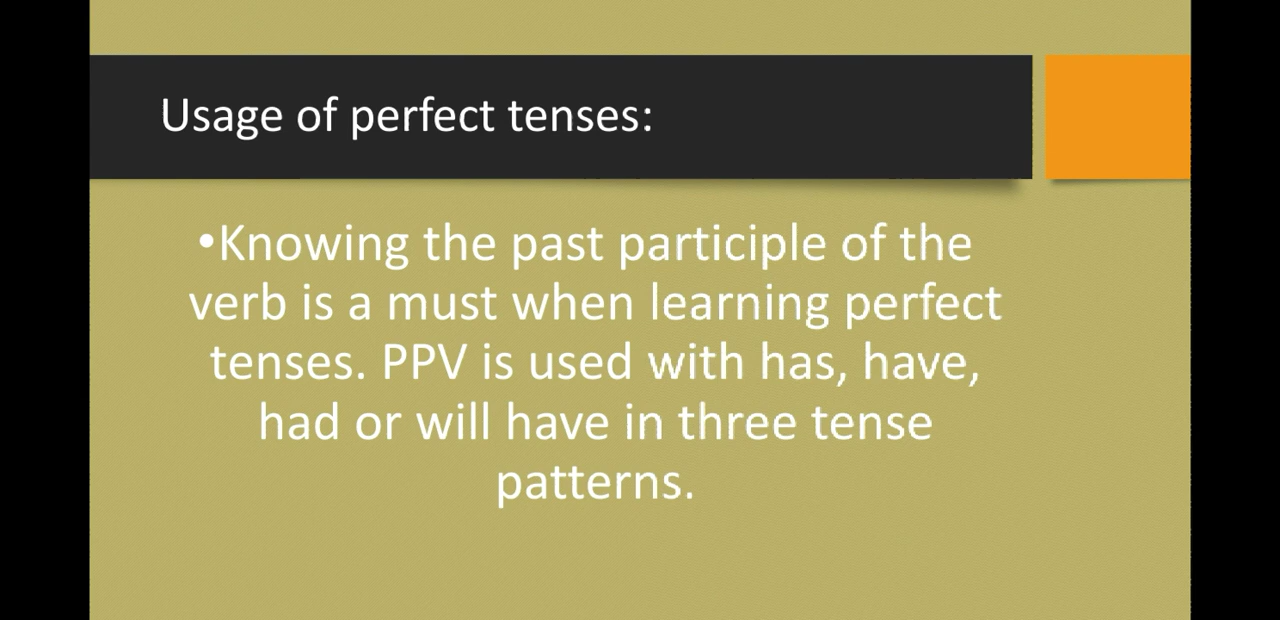 Usage of perfect tenses:
•Knowing the past participle of the
verb is a must when learning perfect
tenses. PPV is used with has, have,
had or will have in three tense
patterns.